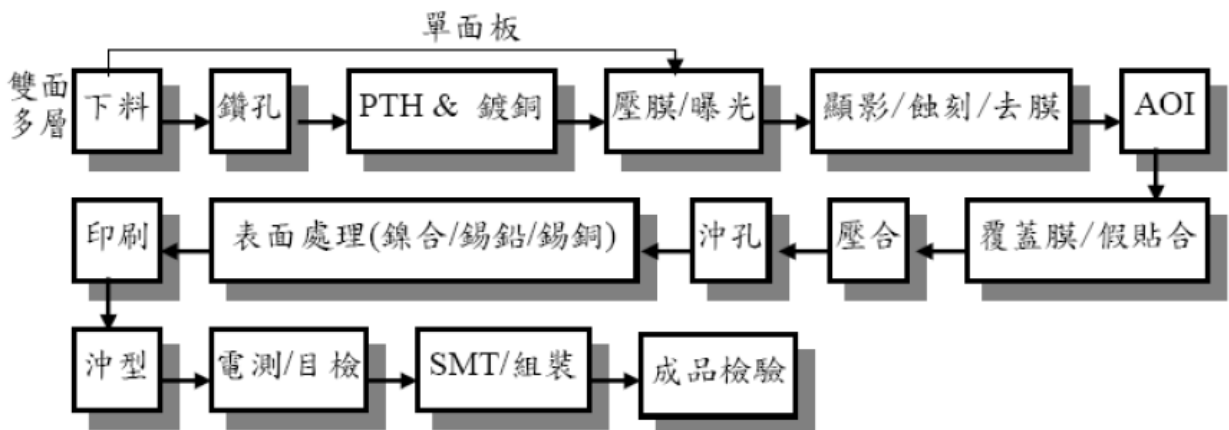 單面板
雙面
多層
下料
鑽孔
PTH & 鍍銅
壓膜/曝光
顯影/蝕刻/去膜
AOI
覆蓋膜/假貼合
壓合
沖孔
表面處理(鎳合/錫鉛/錫銅)
印刷
沖型
電測/目檢
SMT/組裝
成品檢驗